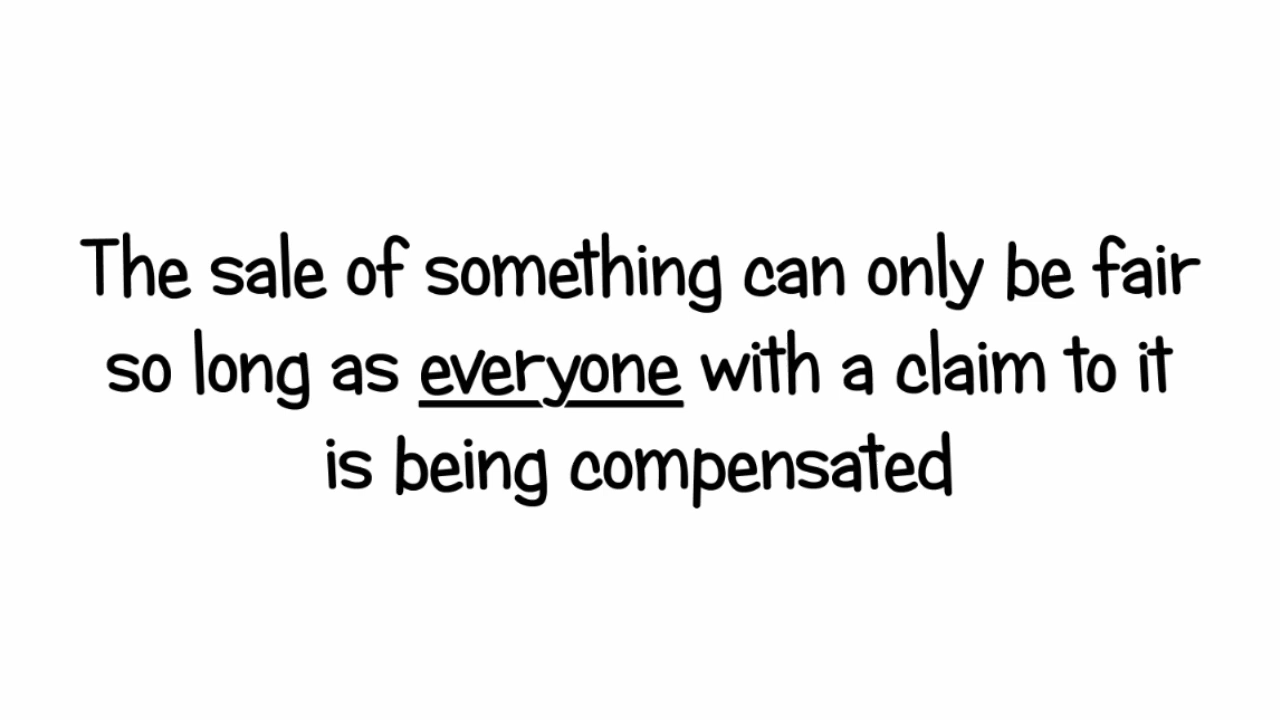 The sale of something can only be fair
so long as everyone with a claim to it
is being compensated